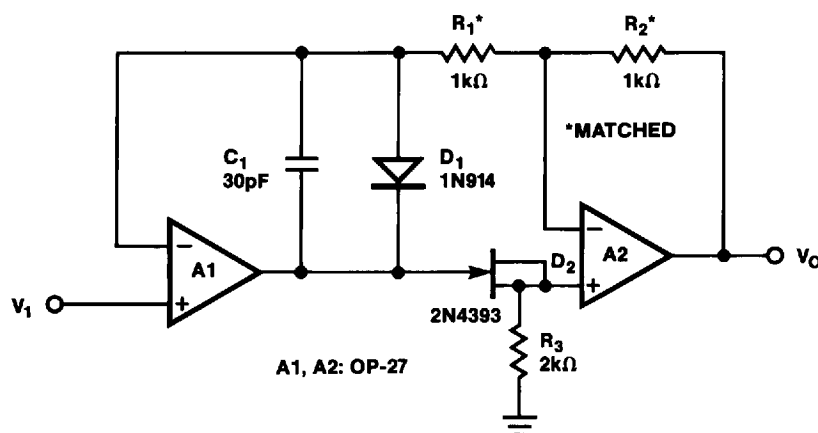 R1*
R2*
1kΩ
1kΩ
*MATCHED
C1
30pF
D1
1N914
−
A1
+
V1
D2
−
A2
+
VO
2N4393
R3
2kΩ
A1, A2: OP-27